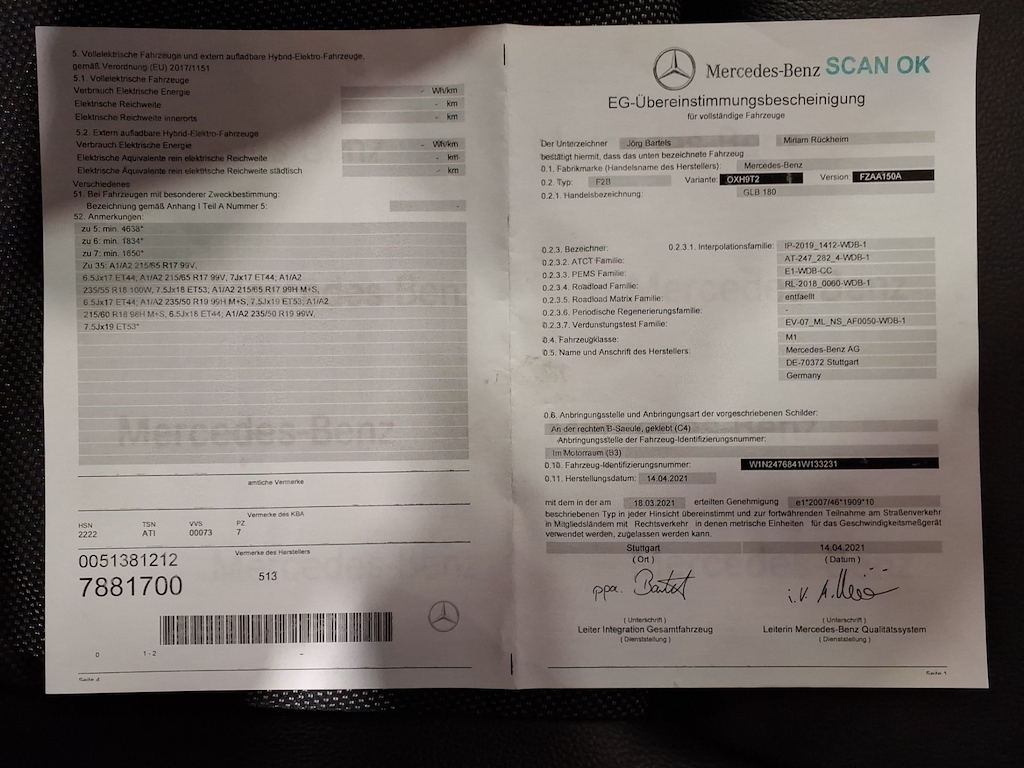 5. Vollelektrische Fahrzeuge und extern aufladbare Hybrid-Elektro-Fahrzeuge,
gemäß Verordnung (EU) 2017/1151
5.1. Vollelektrische Fahrzeuge
Verbrauch Elektrische Energie - Wh/km
Elektrische Reichweite - km
Elektrische Reichweite innerorts - km
5.2. Extern aufladbare Hybrid-Elektro-Fahrzeuge
Verbrauch Elektrische Energie - Wh/km
Elektrische Äquivalente rein elektrische Reichweite - km
Elektrische Äquivalente rein elektrische Reichweite städtisch - km
Verschiedenes
51. Bei Fahrzeugen mit besonderer Zweckbestimmung:
Bezeichnung gemäß Anhang I Teil A Nummer 5: -
52. Anmerkungen:
zu 5: min. 4638*
zu 6: min. 1834*
zu 7: min. 1650*
Zu 35: A1/A2 215/65 R17 99V,
6.5Jx17 ET44; A1/A2 215/65 R17 99V, 7Jx17 ET44; A1/A2
235/55 R18 100W, 7.5Jx18 ET53; A1/A2 215/65 R17 99H M+S,
6.5Jx17 ET44; A1/A2 235/50 R19 99H M+S, 7.5Jx19 ET53; A1/A2
215/60 R18 98H M+S, 6.5Jx18 ET44; A1/A2 235/50 R19 99W,
7.5Jx19 ET53*
amtliche Vermerke
Vermerke des KBA
HSN TSN VVS PZ
2222 ATI 00073 7
Vermerke des Herstellers
0051381212
7881700 513
0 1-2 -
Seite 4
Mercedes-Benz SCAN OK
EG-Übereinstimmungsbescheinigung
für vollständige Fahrzeuge
Der Unterzeichner Jörg Bartels Miriam Rückheim
bestätigt hiermit, dass das unten bezeichnete Fahrzeug
0.1. Fabrikmarke (Handelsname des Herstellers): Mercedes-Benz
0.2. Typ: F2B Variante: OXH9T2 Version: FZAA150A
0.2.1. Handelsbezeichnung: GLB 180
0.2.3. Bezeichner: 0.2.3.1. Interpolationsfamilie: IP-2019_1412-WDB-1
0.2.3.2. ATCT Familie: AT-247_282_4-WDB-1
0.2.3.3. PEMS Familie: E1-WDB-CC
0.2.3.4. Roadload Familie: RL-2018_0060-WDB-1
0.2.3.5. Roadload Matrix Familie: entfaellt
0.2.3.6. Periodische Regenerierungsfamilie: -
0.2.3.7. Verdunstungstest Familie: EV-07_ML_NS_AF0050-WDB-1
0.4. Fahrzeugklasse: M1
0.5. Name und Anschrift des Herstellers: Mercedes-Benz AG
DE-70372 Stuttgart
Germany
0.6. Anbringungsstelle und Anbringungsart der vorgeschriebenen Schilder:
An der rechten B-Saeule, geklebt (C4)
Anbringungsstelle der Fahrzeug-Identifizierungsnummer:
Im Motorraum (B3)
0.10. Fahrzeug-Identifizierungsnummer: W1N2476841W133231
0.11. Herstellungsdatum: 14.04.2021
mit dem in der am 18.03.2021 erteilten Genehmigung e1*2007/46*1909*10
beschriebenen Typ in jeder Hinsicht übereinstimmt und zur fortwährenden Teilnahme am Straßenverkehr
in Mitgliedsländern mit Rechtsverkehr in denen metrische Einheiten für das Geschwindigkeitsmeßgerät
verwendet werden, zugelassen werden kann.
Stuttgart 14.04.2021
(Ort) (Datum)
ppa. i.V.
(Unterschrift) (Unterschrift)
Leiter Integration Gesamtfahrzeug Leiterin Mercedes-Benz Qualitätssystem
(Dienststellung) (Dienststellung)
Seite 1